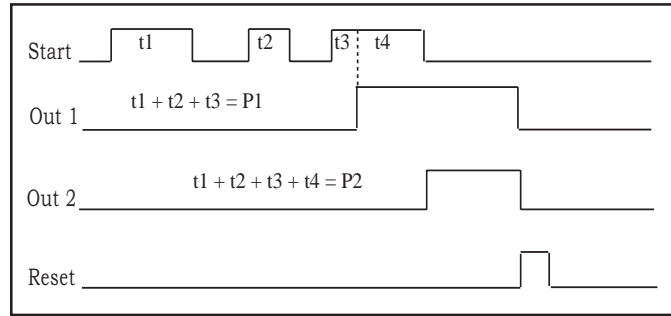 Start t1 t2 t3 t4
t1 + t2 + t3 = P1
Out 1
t1 + t2 + t3 + t4 = P2
Out 2
Reset